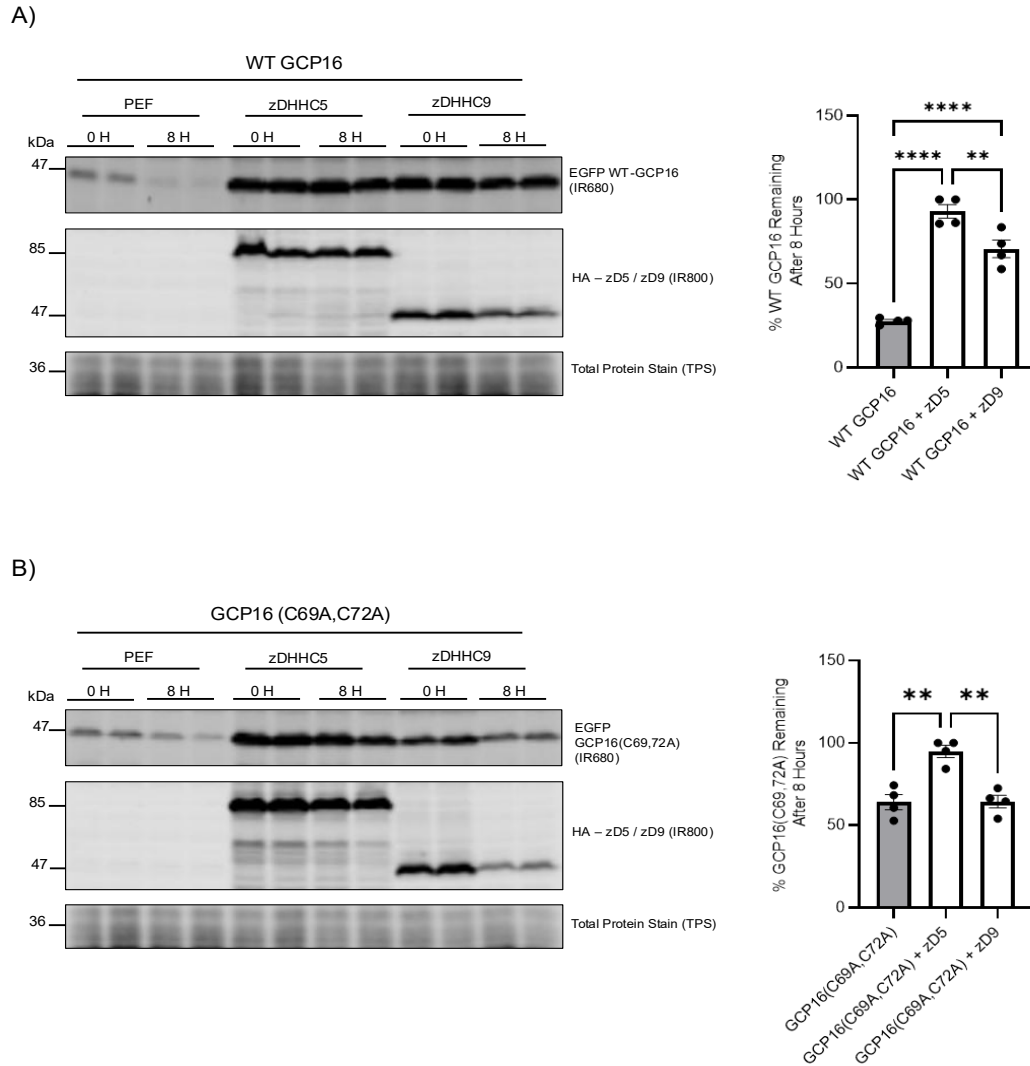 A)
WT GCP16
PEF zDHHC5 zDHHC9
kDa 0 H 8 H 0 H 8 H 0 H 8 H
47
EGFP WT-GCP16
(IR680)
85
HA – zD5 / zD9 (IR800)
47
36
Total Protein Stain (TPS)
% WT GCP16 Remaining
After 8 Hours
150
100
50
0
****
**** **
WT GCP16
WT GCP16 + zD5
WT GCP16 + zD9
B)
GCP16 (C69A,C72A)
PEF zDHHC5 zDHHC9
kDa 0 H 8 H 0 H 8 H 0 H 8 H
47
EGFP
GCP16(C69,72A)
(IR680)
85
HA – zD5 / zD9 (IR800)
47
36
Total Protein Stain (TPS)
% GCP16(C69,72A) Remaining
After 8 Hours
150
100
50
0
** **
GCP16(C69A,C72A)
GCP16(C69A,C72A) + zD5
GCP16(C69A,C72A) + zD9